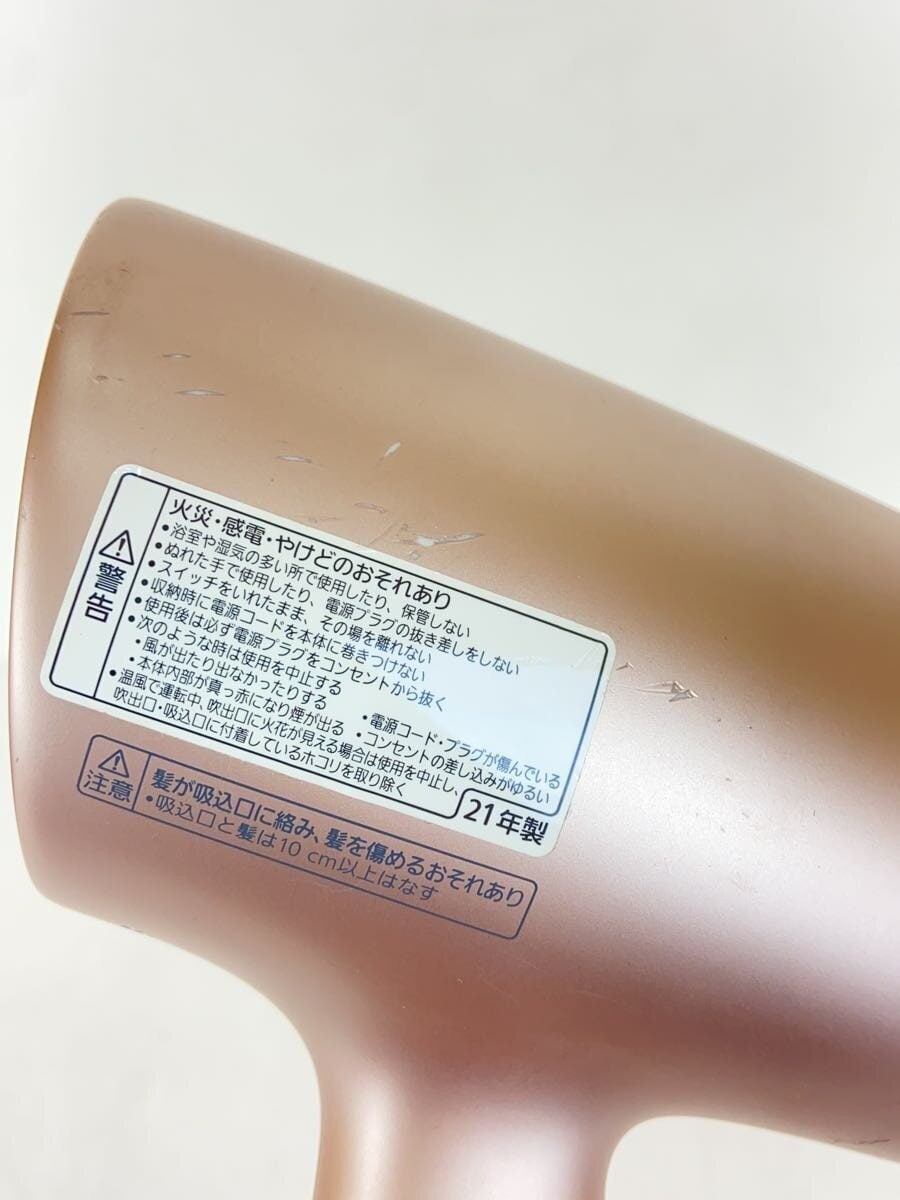 警告
火災・感電・やけどのおそれあり
•浴室や湿気の多い所で使用したり、保管しない
•ぬれた手で使用したり、電源プラグの抜き差しをしない
•スイッチをいれたまま、その場を離れない
•収納時に電源コードを本体に巻きつけない
•使用後は必ず電源プラグをコンセントから抜く
•次のような時は使用を中止する
・風が出たり出なかったりする
・本体内部が真っ赤になり煙が出る
・電源コード・プラグが傷んでいる
・コンセントの差し込みがゆるい
•温風で運転中、吹出口に火花が見える場合は使用を中止し、
吹出口・吸込口に付着しているホコリを取り除く
21年製
注意
髪が吸込口に絡み、髪を傷めるおそれあり
•吸込口と髪は10 cm以上はなす